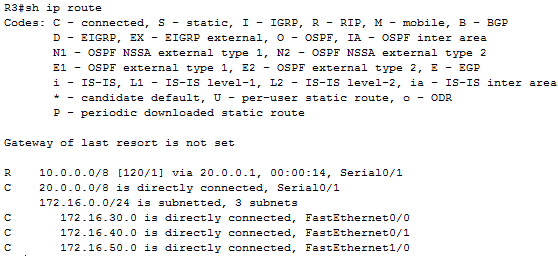 R3#sh ip route
Codes: C - connected, S - static, I - IGRP, R - RIP, M - mobile, B - BGP
       D - EIGRP, EX - EIGRP external, O - OSPF, IA - OSPF inter area
       N1 - OSPF NSSA external type 1, N2 - OSPF NSSA external type 2
       E1 - OSPF external type 1, E2 - OSPF external type 2, E - EGP
       i - IS-IS, L1 - IS-IS level-1, L2 - IS-IS level-2, ia - IS-IS inter area
       * - candidate default, U - per-user static route, o - ODR
       P - periodic downloaded static route
Gateway of last resort is not set
R    10.0.0.0/8 [120/1] via 20.0.0.1, 00:00:14, Serial0/1
C    20.0.0.0/8 is directly connected, Serial0/1
     172.16.0.0/24 is subnetted, 3 subnets
C       172.16.30.0 is directly connected, FastEthernet0/0
C       172.16.40.0 is directly connected, FastEthernet0/1
C       172.16.50.0 is directly connected, FastEthernet1/0